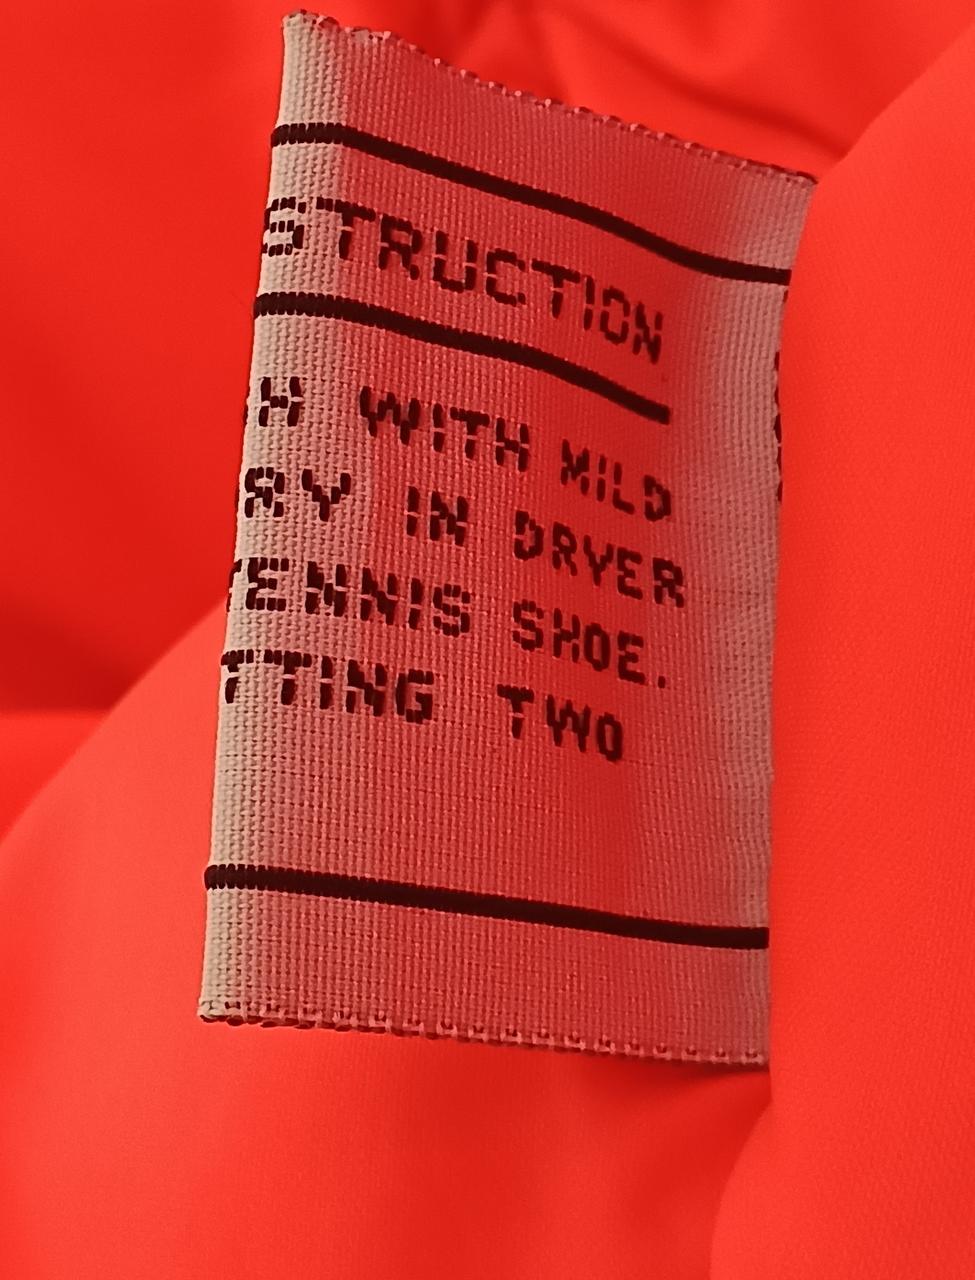 STRUCTION
H WITH MILD
RY IN DRYER
TENNIS SHOE.
TTING TWO